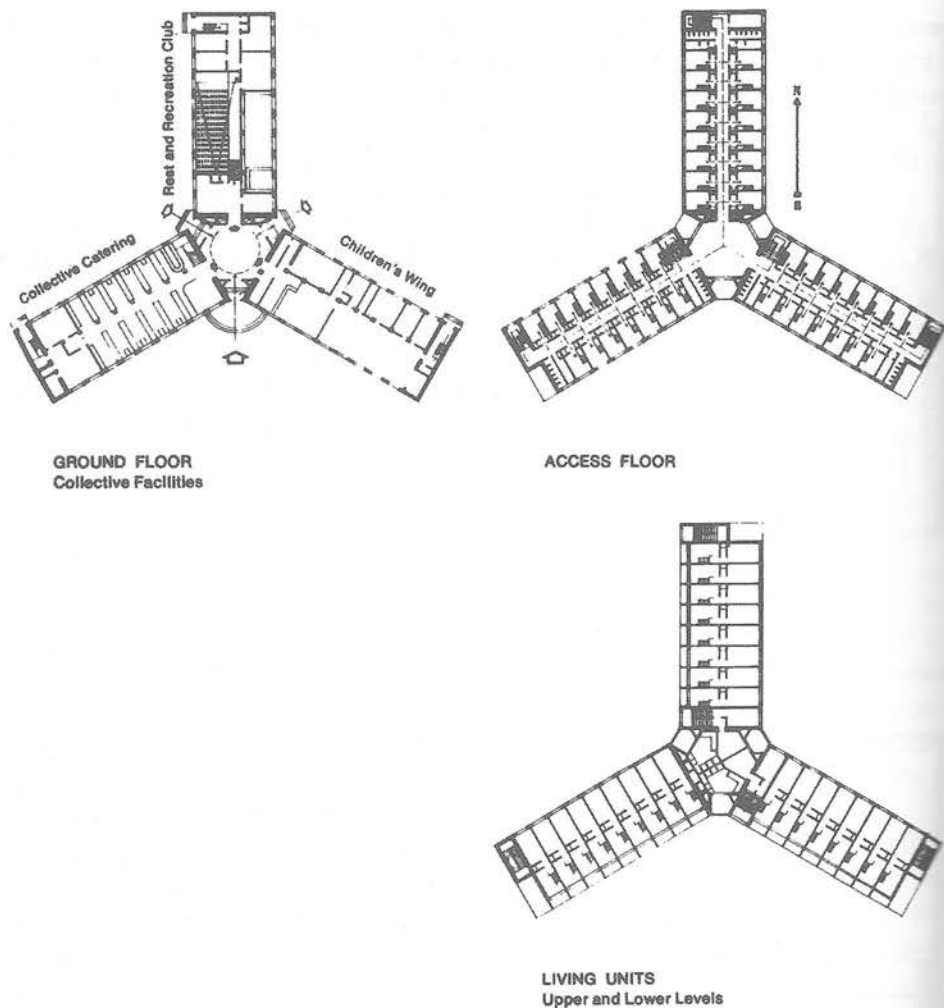 Rest and Recreation Club
Collective Catering
Children's Wing
N
S
GROUND FLOOR
Collective Facilities
ACCESS FLOOR
LIVING UNITS
Upper and Lower Levels